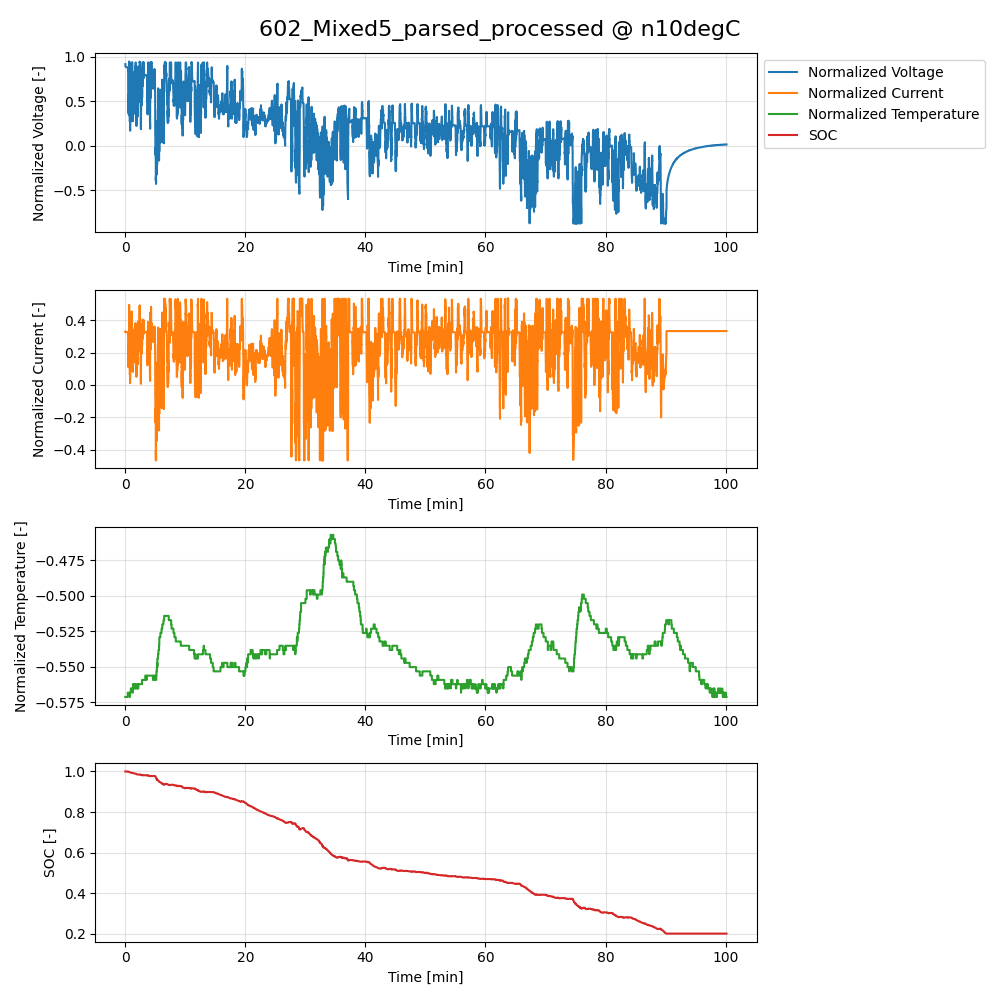 602_Mixed5_parsed_processed @ n10degC
Normalized Voltage [-]
1.0
0.5
0.0
−0.5
0 20 40 60 80 100
Time [min]
Normalized Voltage
Normalized Current
Normalized Temperature
SOC
Normalized Current [-]
0.4
0.2
0.0
−0.2
−0.4
0 20 40 60 80 100
Time [min]
Normalized Temperature [-]
−0.475
−0.500
−0.525
−0.550
−0.575
0 20 40 60 80 100
Time [min]
SOC [-]
1.0
0.8
0.6
0.4
0.2
0 20 40 60 80 100
Time [min]